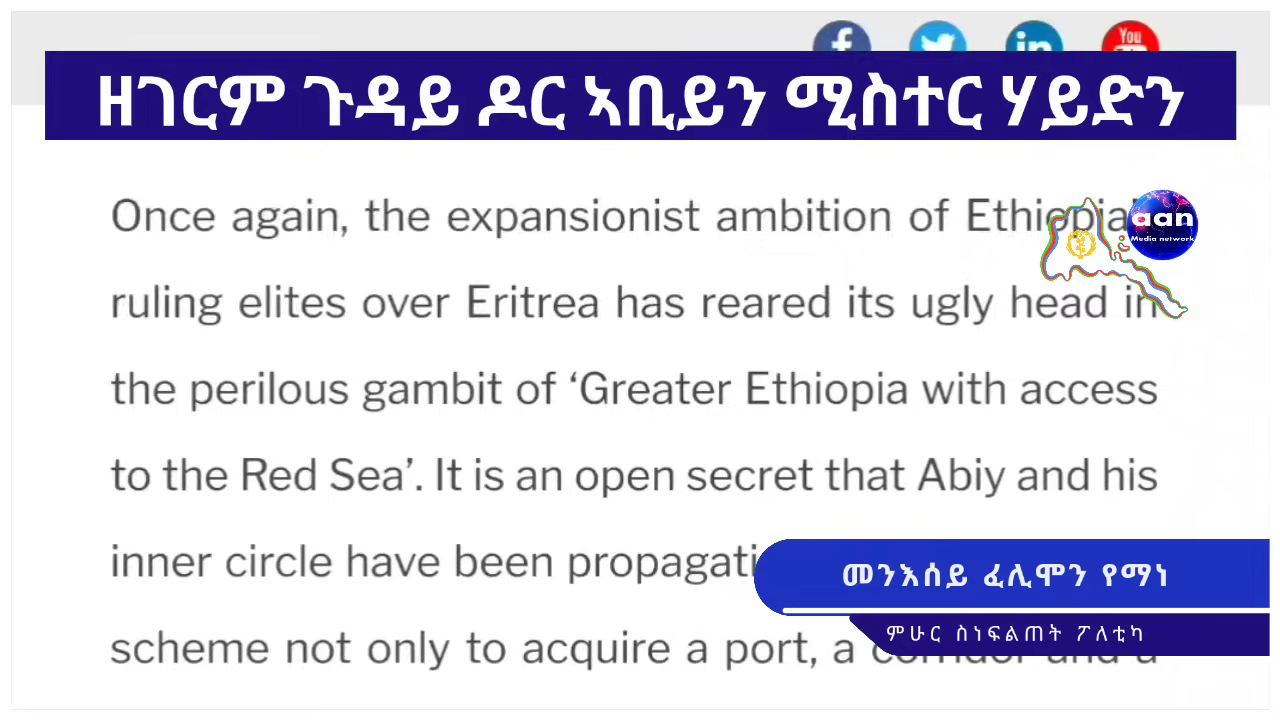 You
ዘገርም ጉዳይ ዶር ኣቢይን ሚስተር ሃይድን
Once again, the expansionist ambition of Ethiopia's
aan
Media network
ruling elites over Eritrea has reared its ugly head in
the perilous gambit of ‘Greater Ethiopia with access
to the Red Sea’. It is an open secret that Abiy and his
inner circle have been propagati
መንእሰይ ፈሊሞን የማነ
ምሁር ስነፍልጠት ፖለቲካ
scheme not only to acquire a port, a corridor and a